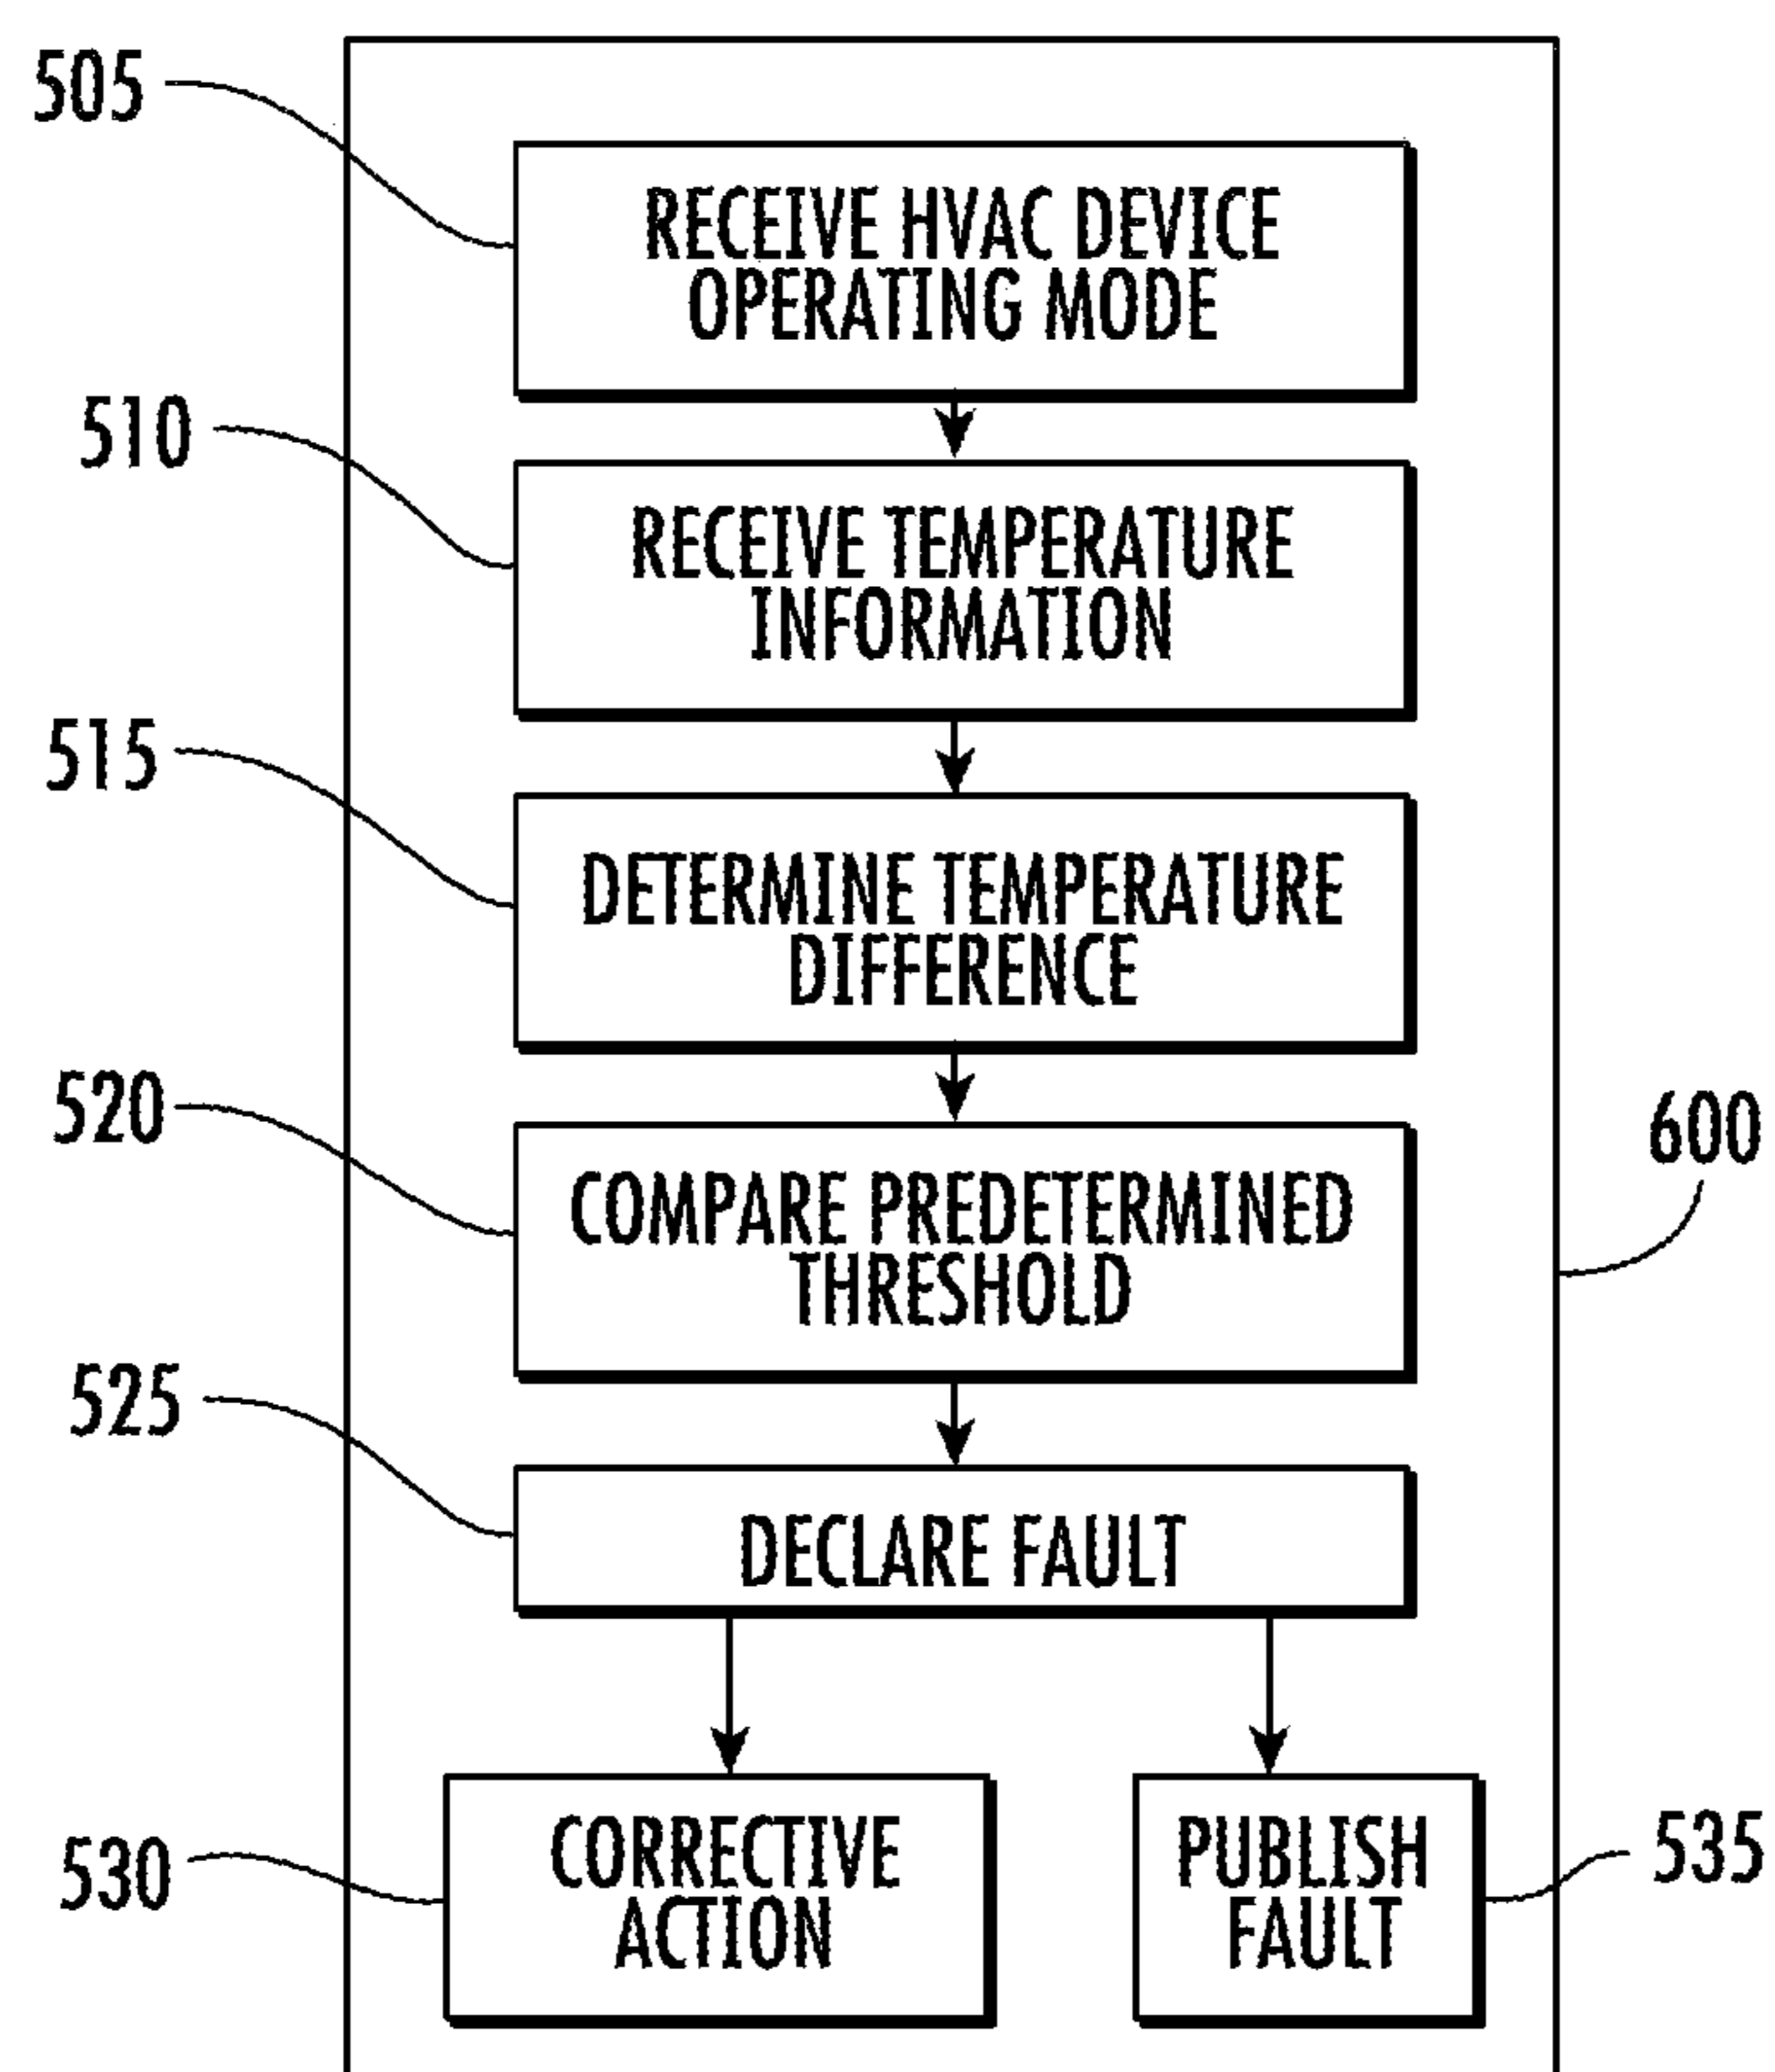 505
RECEIVE HVAC DEVICE
OPERATING MODE
510
RECEIVE TEMPERATURE
INFORMATION
515
DETERMINE TEMPERATURE
DIFFERENCE
520
COMPARE PREDETERMINED
THRESHOLD
600
525
DECLARE FAULT
530
CORRECTIVE
ACTION
PUBLISH
FAULT
535